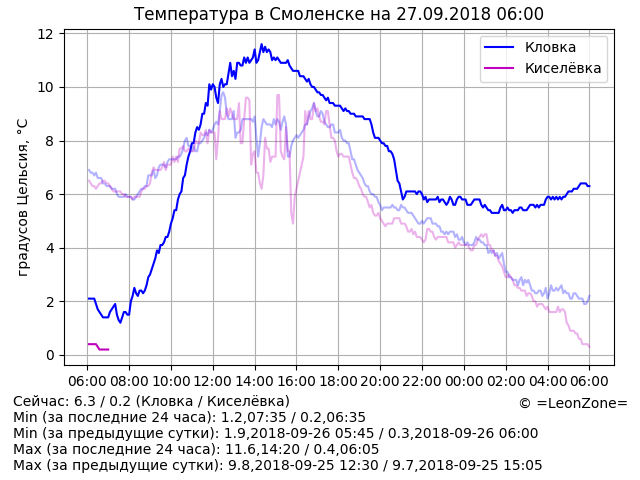 Температура в Смоленске на 27.09.2018 06:00
12
10
8
6
4
2
0
градусов Цельсия, °C
Кловка
Киселёвка
06:00 08:00 10:00 12:00 14:00 16:00 18:00 20:00 22:00 00:00 02:00 04:00 06:00
Сейчас: 6.3 / 0.2 (Кловка / Киселёвка)
© =LeonZone=
Min (за последние 24 часа): 1.2,07:35 / 0.2,06:35
Min (за предыдущие сутки): 1.9,2018-09-26 05:45 / 0.3,2018-09-26 06:00
Max (за последние 24 часа): 11.6,14:20 / 0.4,06:05
Max (за предыдущие сутки): 9.8,2018-09-25 12:30 / 9.7,2018-09-25 15:05